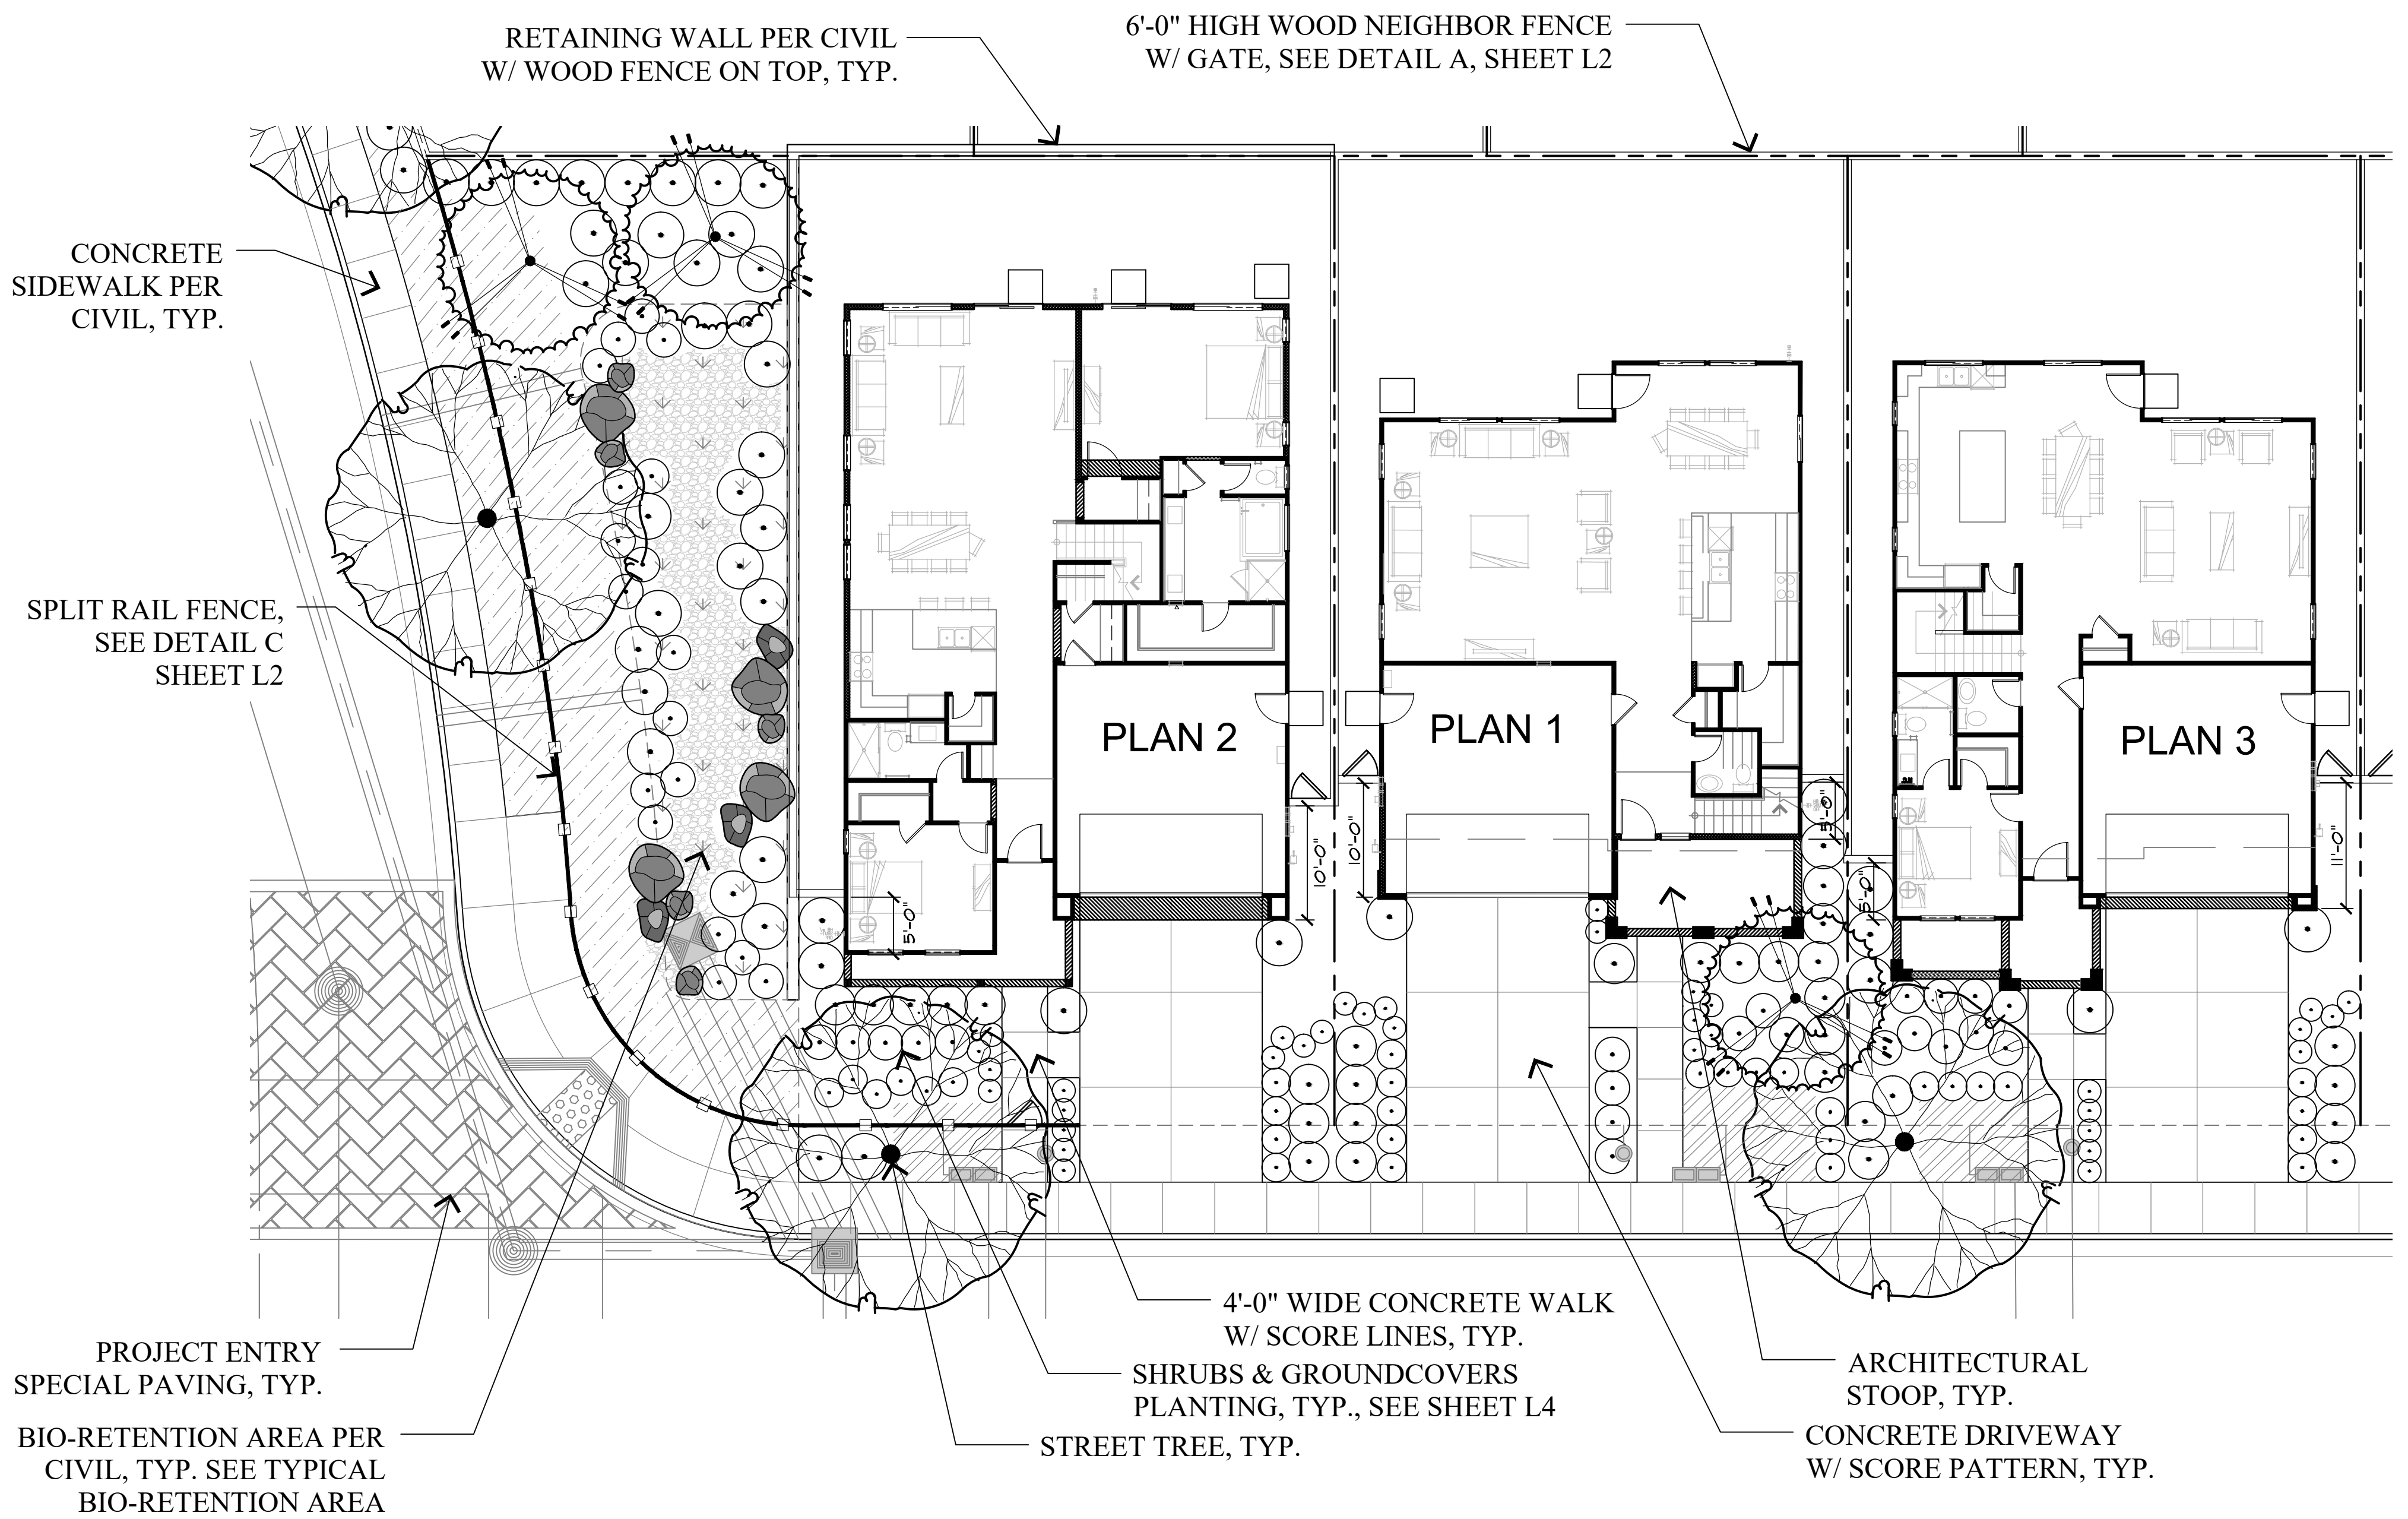 RETAINING WALL PER CIVIL
W/ WOOD FENCE ON TOP, TYP.
6'-0" HIGH WOOD NEIGHBOR FENCE
W/ GATE, SEE DETAIL A, SHEET L2
CONCRETE
SIDEWALK PER
CIVIL, TYP.
SPLIT RAIL FENCE,
SEE DETAIL C
SHEET L2
PLAN 2
PLAN 1
PLAN 3
10'-0"
10'-0"
5'-0"
11'-0"
5'-0"
5'-0"
4'-0" WIDE CONCRETE WALK
W/ SCORE LINES, TYP.
SHRUBS & GROUNDCOVERS
PLANTING, TYP., SEE SHEET L4
STREET TREE, TYP.
PROJECT ENTRY
SPECIAL PAVING, TYP.
BIO-RETENTION AREA PER
CIVIL, TYP. SEE TYPICAL
BIO-RETENTION AREA
ARCHITECTURAL
STOOP, TYP.
CONCRETE DRIVEWAY
W/ SCORE PATTERN, TYP.